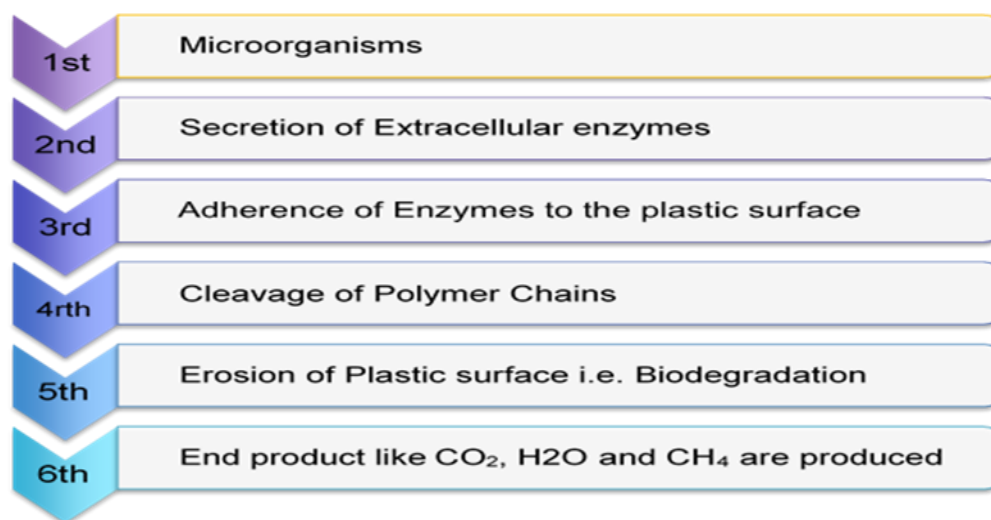 1st Microorganisms
2nd Secretion of Extracellular enzymes
3rd Adherence of Enzymes to the plastic surface
4rth Cleavage of Polymer Chains
5th Erosion of Plastic surface i.e. Biodegradation
6th End product like CO₂, H2O and CH₄ are produced